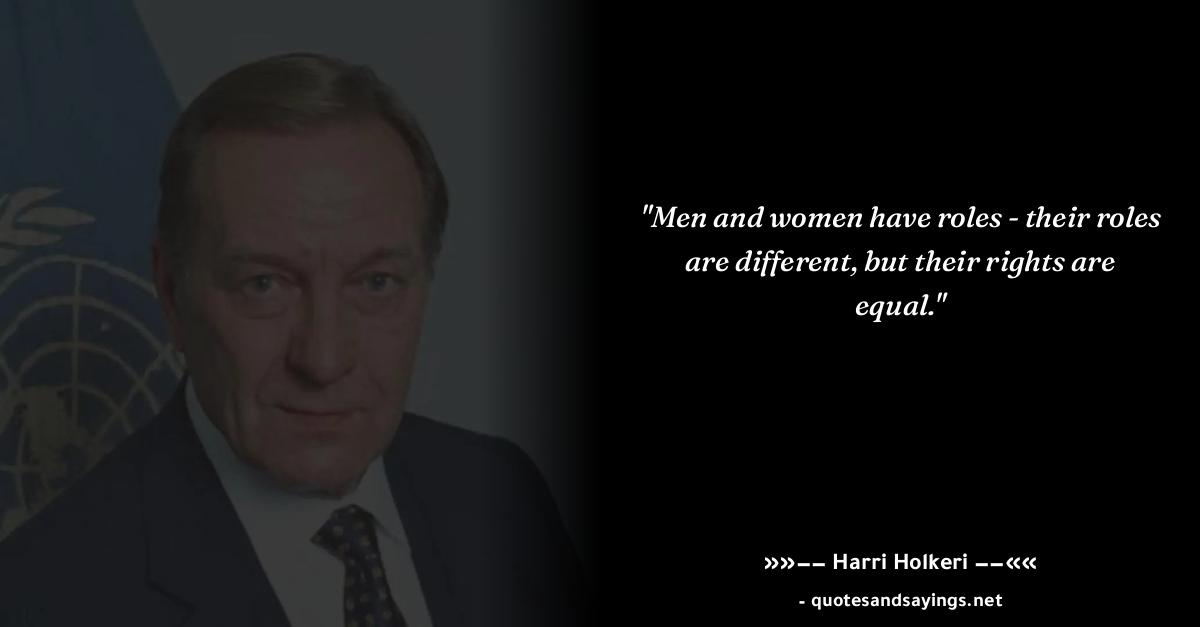 "Men and women have roles - their roles
are different, but their rights are
equal."
»»−− Harri Holkeri −−««
- quotesandsayings.net